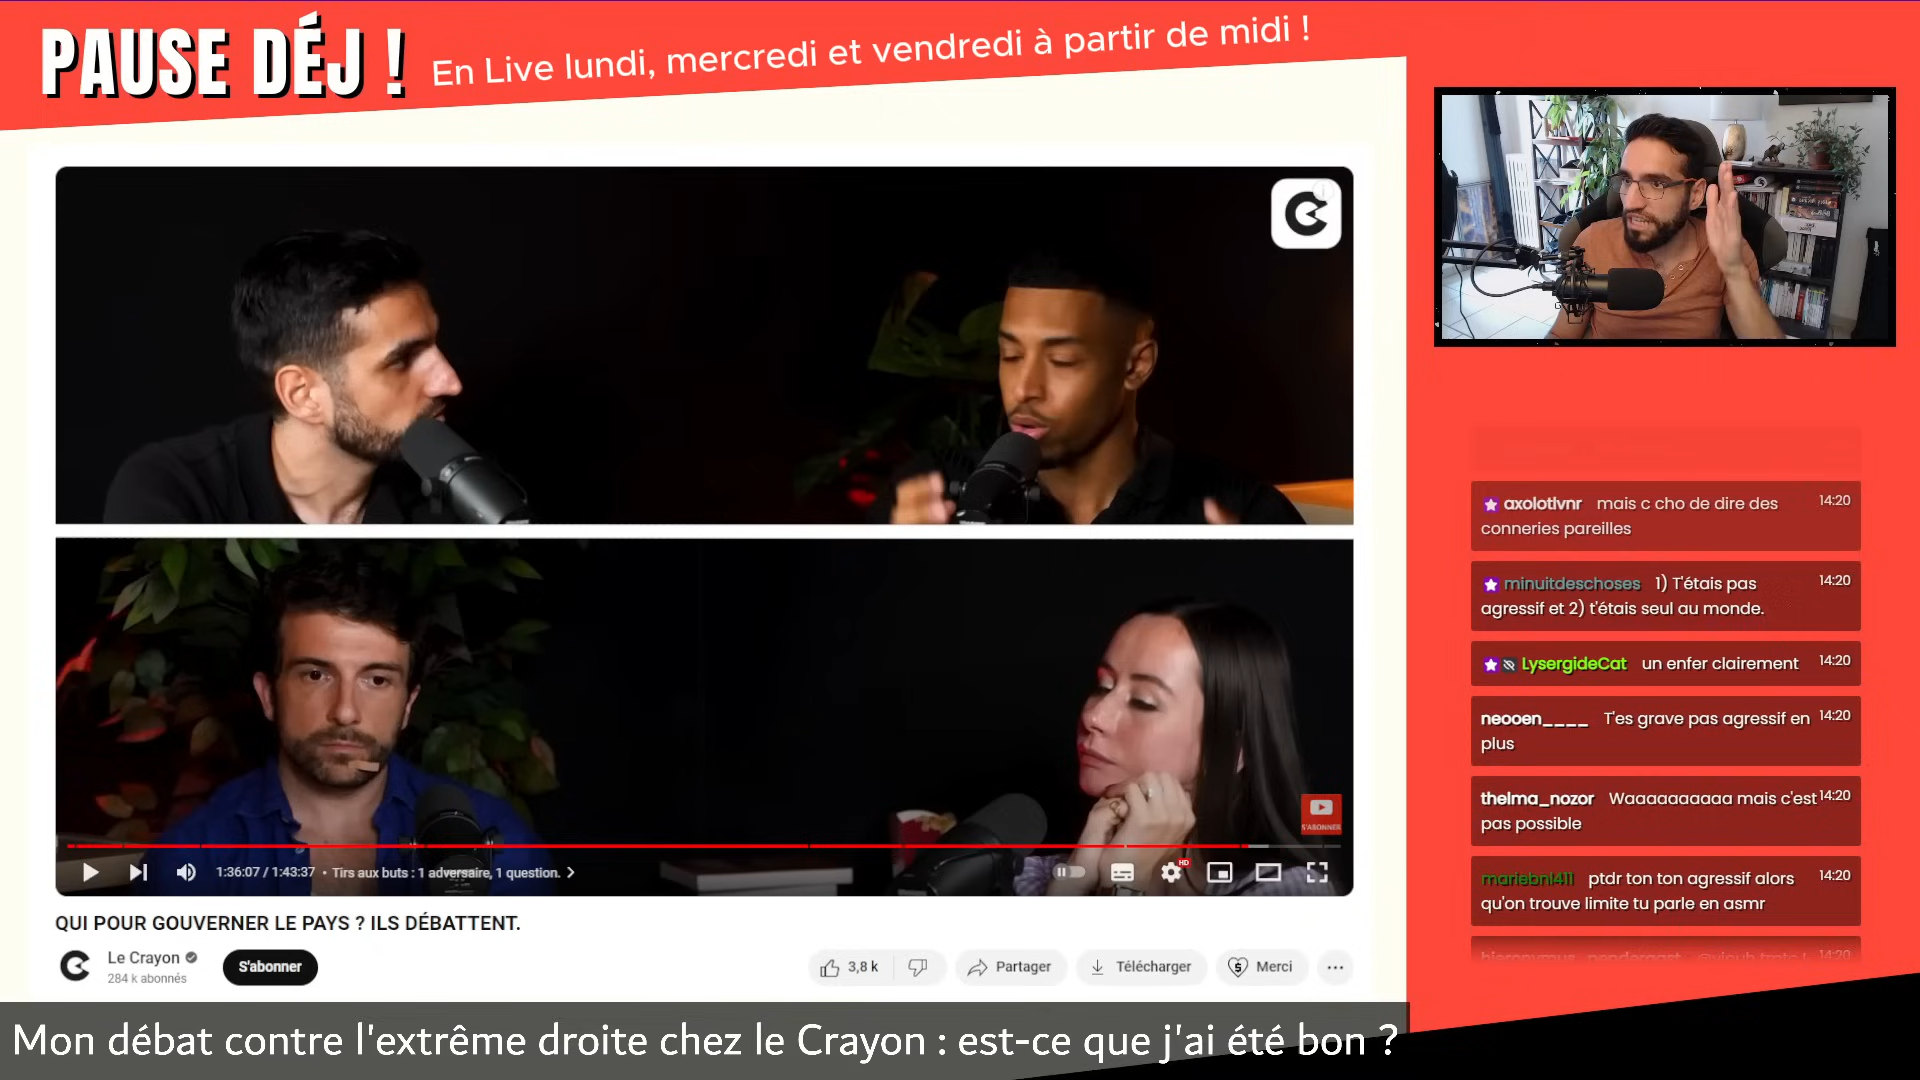 PAUSE DÉJ !
En Live lundi, mercredi et vendredi à partir de midi !
axolotlvnr mais c cho de dire des 14:20
conneries pareilles
minuitdeschoses 1) T'étais pas 14:20
agressif et 2) t'étais seul au monde.
LysergideCat un enfer clairement 14:20
neooen____ T'es grave pas agressif en 14:20
plus
thelma_nozor Waaaaaaaaaa mais c'est 14:20
pas possible
ptdr ton ton agressif alors 14:20
qu'on trouve limite tu parle en asmr
14:20
S'ABONNER
1:36:07 / 1:43:37 • Tirs aux buts : 1 adversaire, 1 question.
HD
QUI POUR GOUVERNER LE PAYS ? ILS DÉBATTENT.
Le Crayon
284 k abonnés
S'abonner
3,8 k
Partager
Télécharger
Merci
Mon débat contre l'extrême droite chez le Crayon : est-ce que j'ai été bon ?